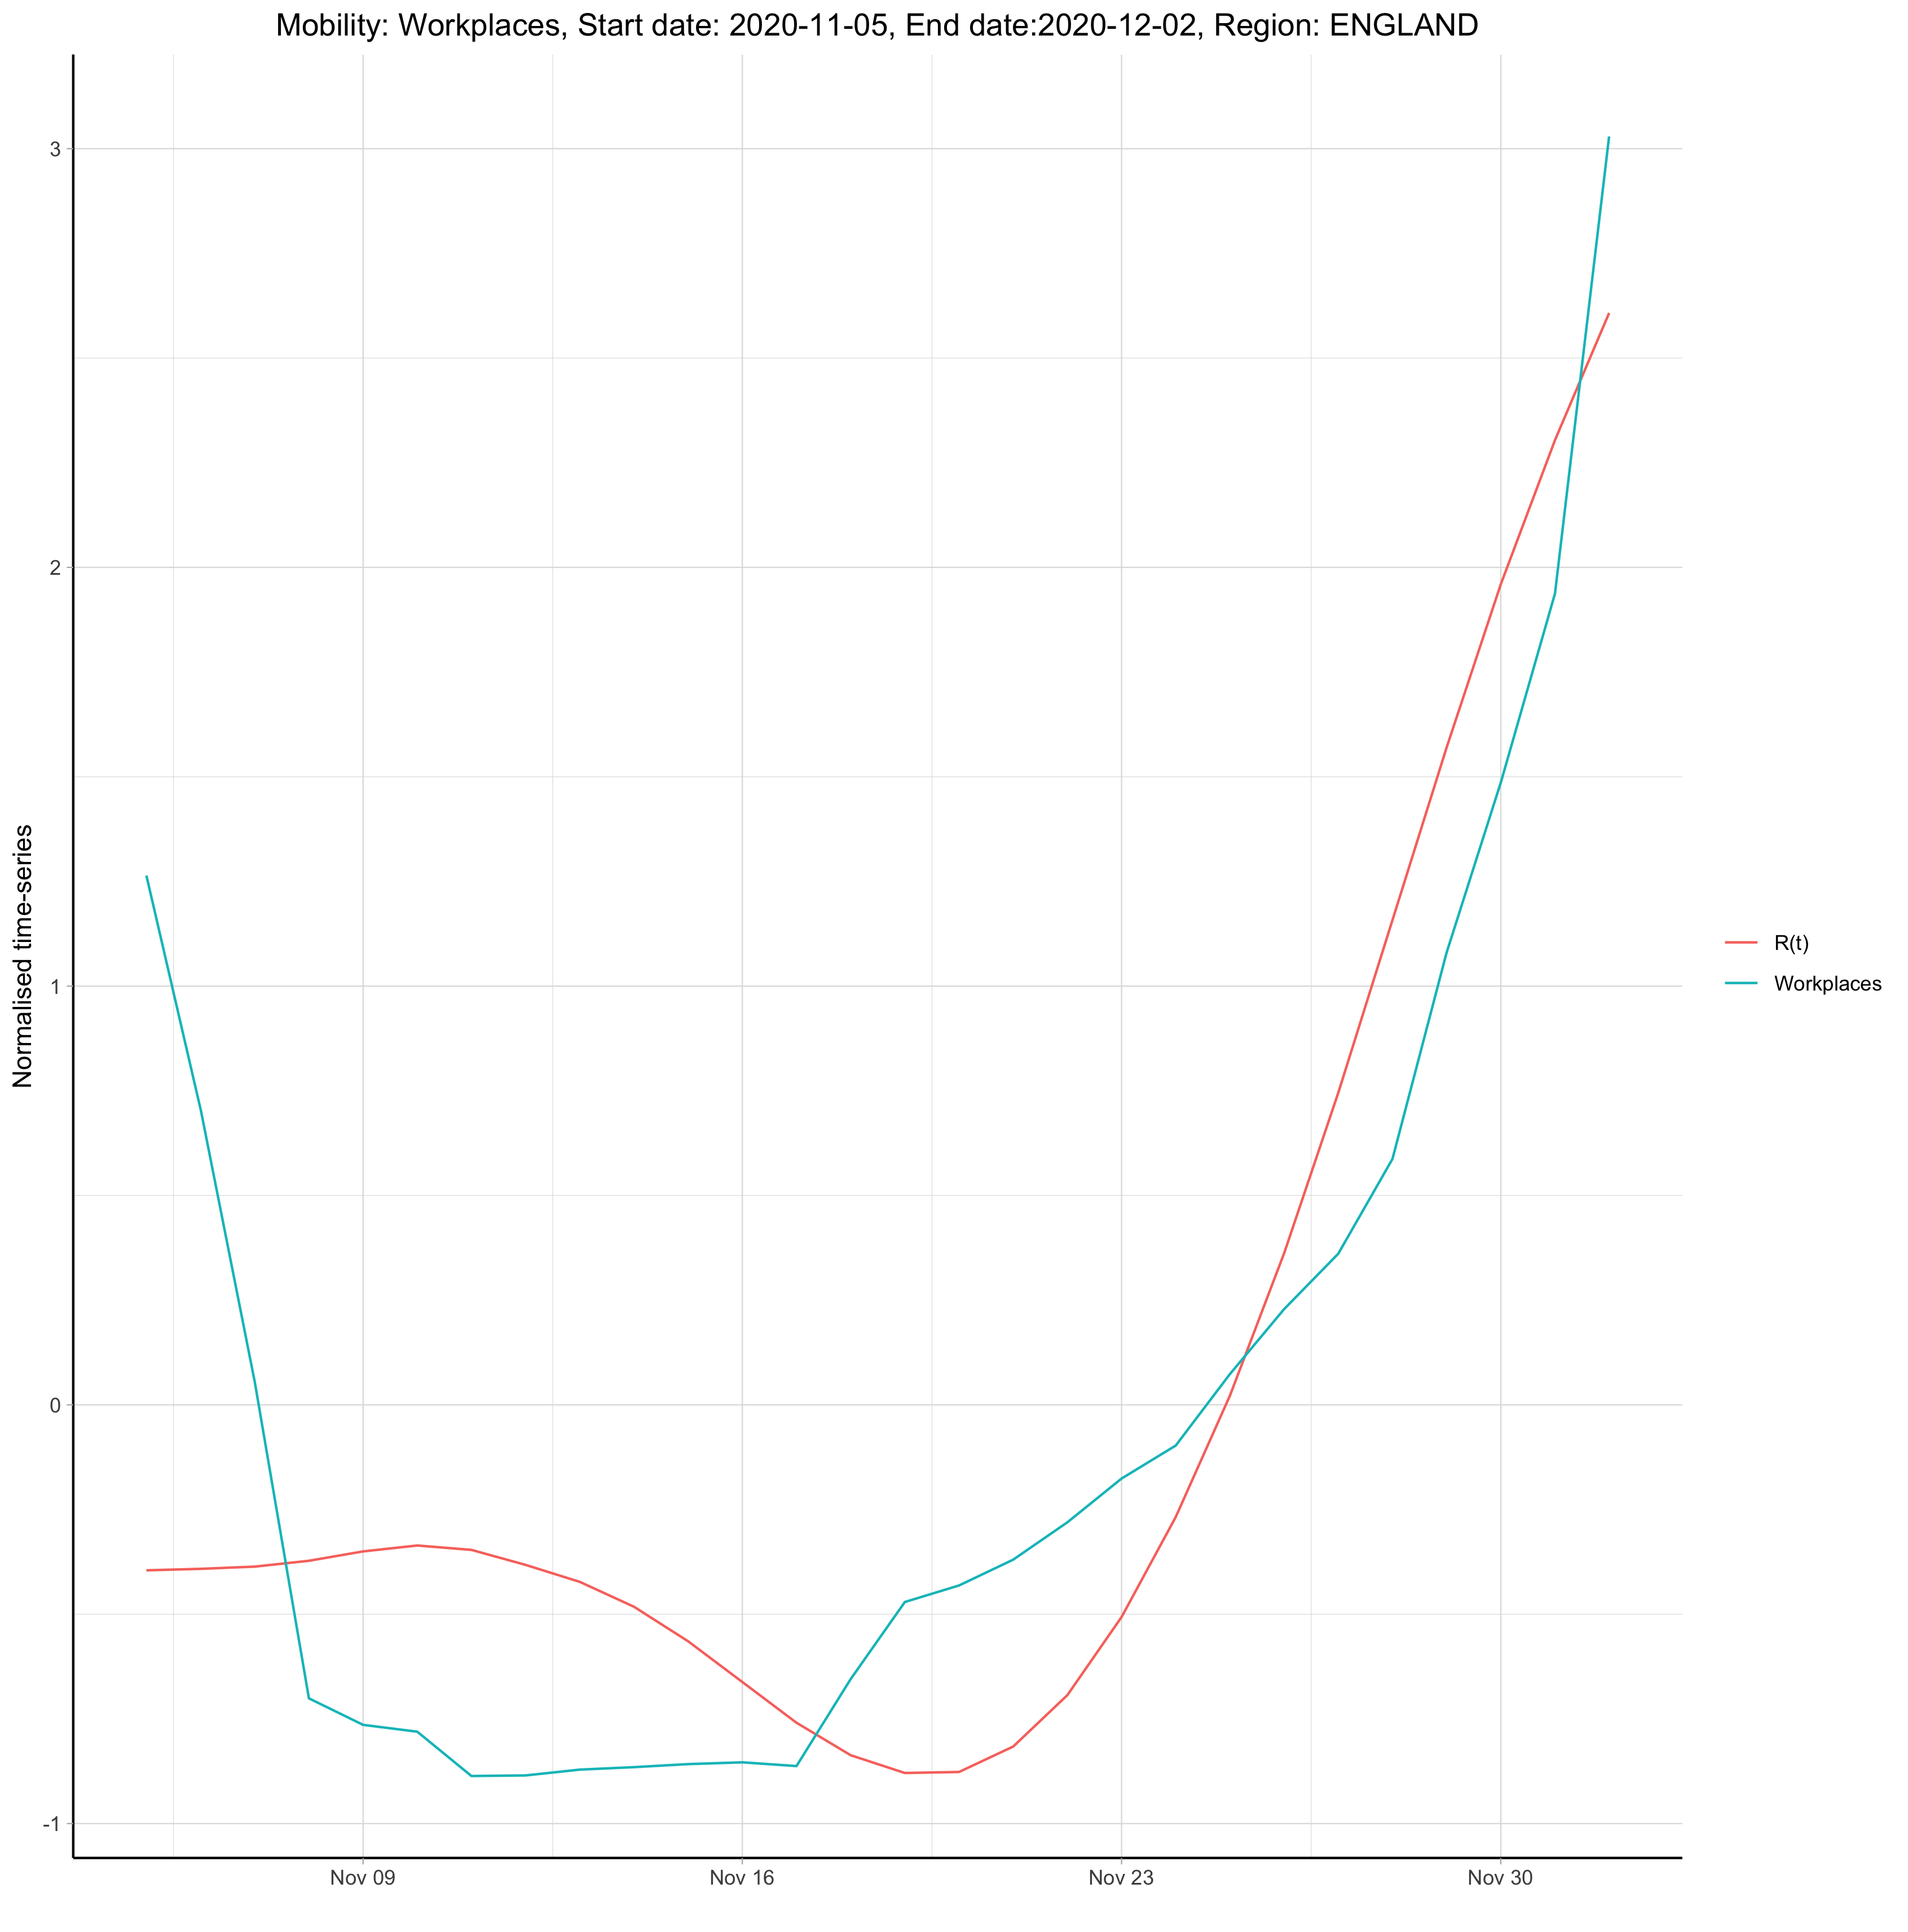 Mobility: Workplaces, Start date: 2020-11-05, End date:2020-12-02, Region: ENGLAND
Normalised time-series
3
2
1
0
-1
Nov 09
Nov 16
Nov 23
Nov 30
R(t)
Workplaces